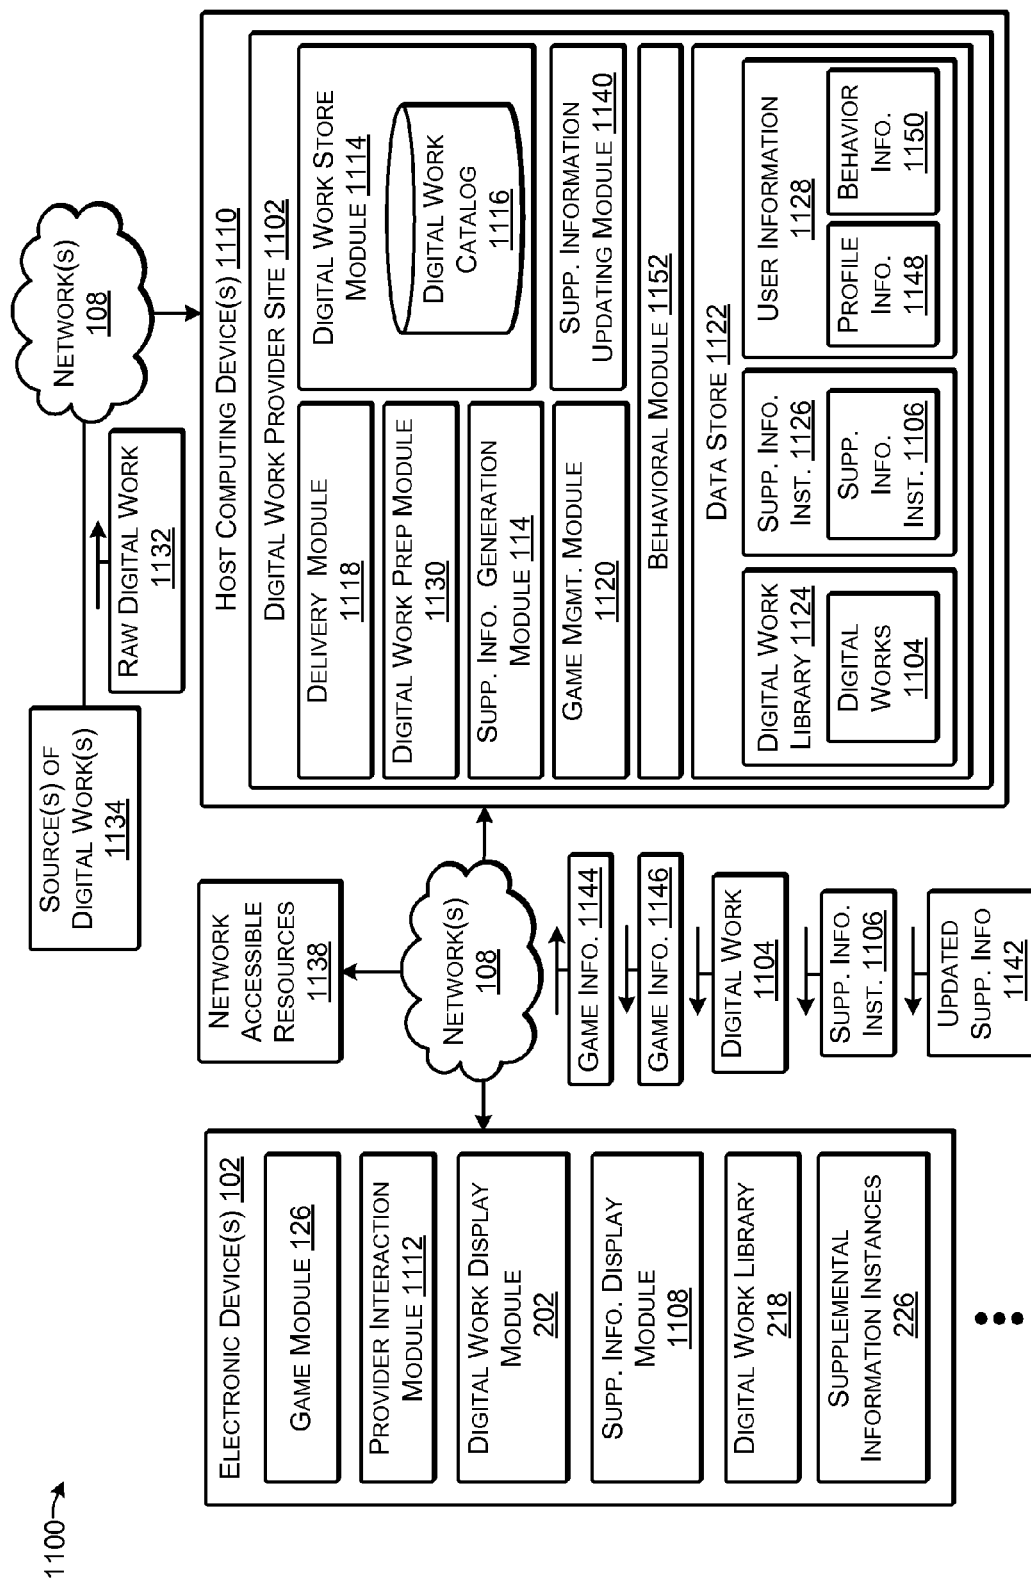 1100
SOURCE(S) OF
DIGITAL WORK(S)
1134
RAW DIGITAL WORK
1132
NETWORK(S)
108
ELECTRONIC DEVICE(S) 102
GAME MODULE 126
PROVIDER INTERACTION
MODULE 1112
DIGITAL WORK DISPLAY
MODULE
202
SUPP. INFO. DISPLAY
MODULE
1108
DIGITAL WORK LIBRARY
218
SUPPLEMENTAL
INFORMATION INSTANCES
226
NETWORK
ACCESSIBLE
RESOURCES
1138
NETWORK(S)
108
GAME INFO. 1144
GAME INFO. 1146
DIGITAL WORK
1104
SUPP. INFO.
INST. 1106
UPDATED
SUPP. INFO
1142
HOST COMPUTING DEVICE(S) 1110
DIGITAL WORK PROVIDER SITE 1102
DELIVERY MODULE
1118
DIGITAL WORK PREP MODULE
1130
SUPP. INFO. GENERATION
MODULE 114
GAME MGMT. MODULE
1120
DIGITAL WORK STORE
MODULE 1114
DIGITAL WORK
CATALOG
1116
SUPP. INFORMATION
UPDATING MODULE 1140
BEHAVIORAL MODULE 1152
DATA STORE 1122
DIGITAL WORK
LIBRARY 1124
DIGITAL
WORKS
1104
SUPP. INFO.
INST. 1126
SUPP.
INFO.
INST. 1106
USER INFORMATION
1128
PROFILE
INFO.
1148
BEHAVIOR
INFO.
1150